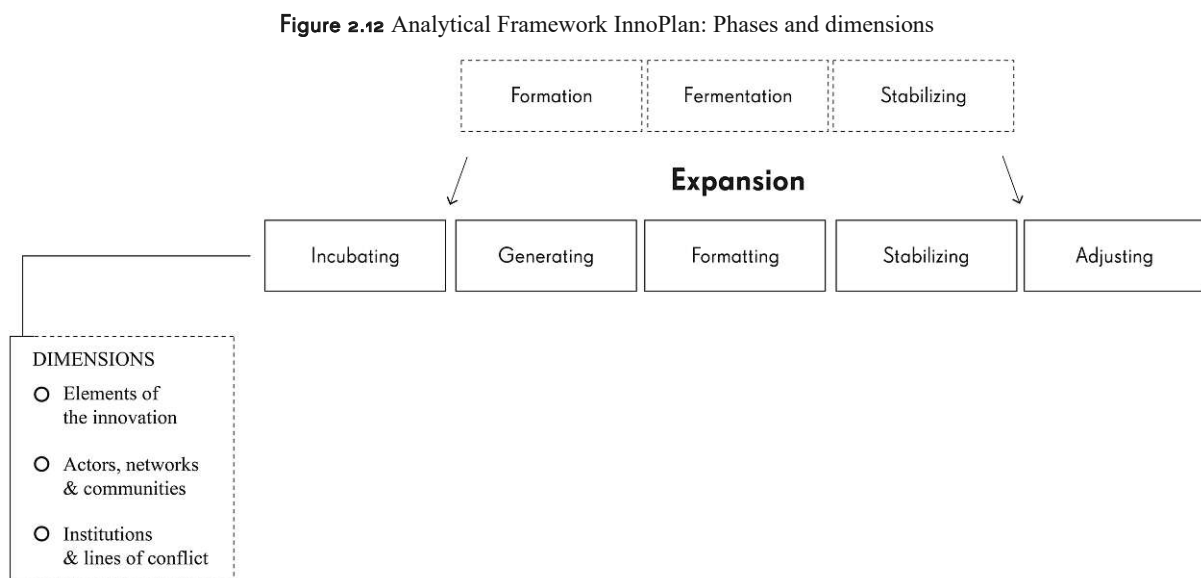 Figure 2.12 Analytical Framework InnoPlan: Phases and dimensions
Formation
Fermentation
Stabilizing
Expansion
Incubating
Generating
Formatting
Stabilizing
Adjusting
DIMENSIONS
Elements of
the innovation
Actors, networks
& communities
Institutions
& lines of conflict